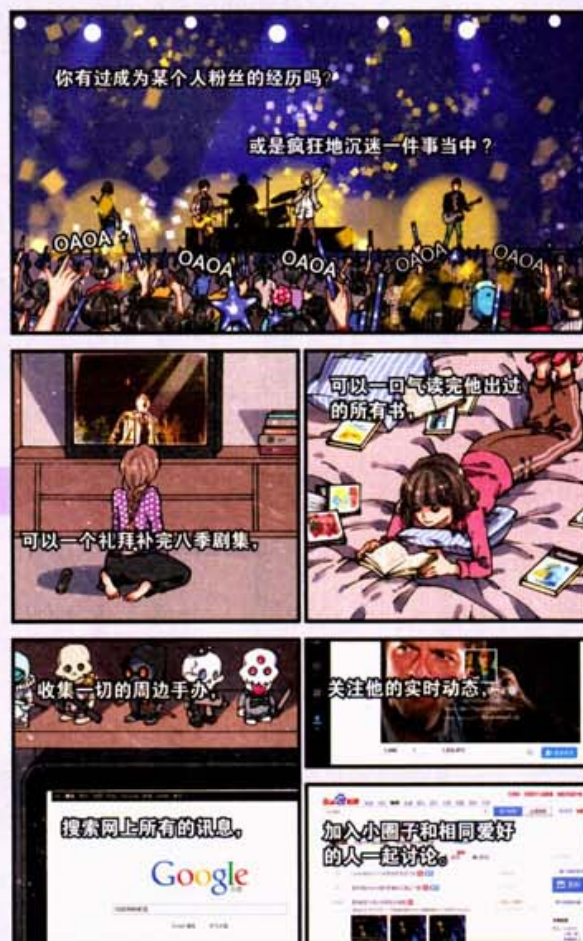 你有过成为某个人粉丝的经历吗?
或是疯狂地沉迷一件事当中?
OAOA
OAOA
OAOA
OAOA
OAOA
可以一个礼拜补完八季剧集,
可以一口气读完他出过
的所有书,
收集一切的周边手办,
关注他的实时动态,
搜索网上所有的讯息,
Google
加入小圈子和相同爱好
的人一起讨论。